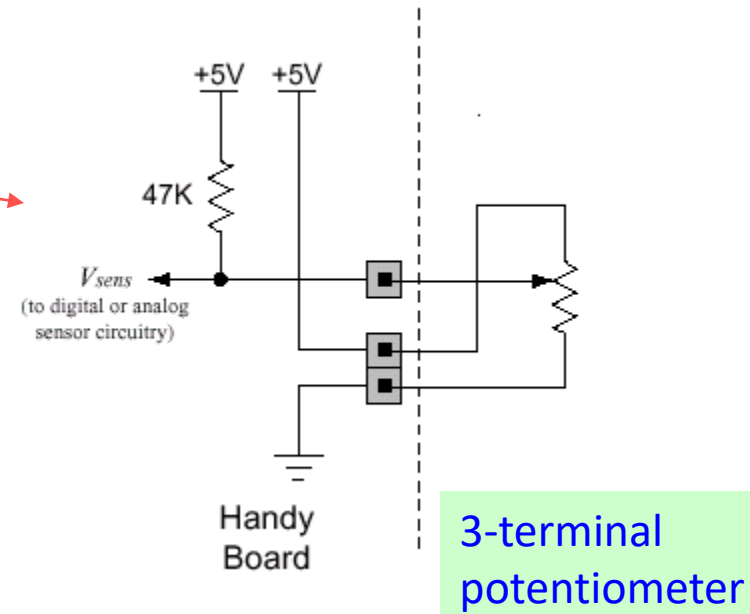 +5V +5V
47K
Vsens
(to digital or analog
sensor circuitry)
Handy
Board
3-terminal
potentiometer